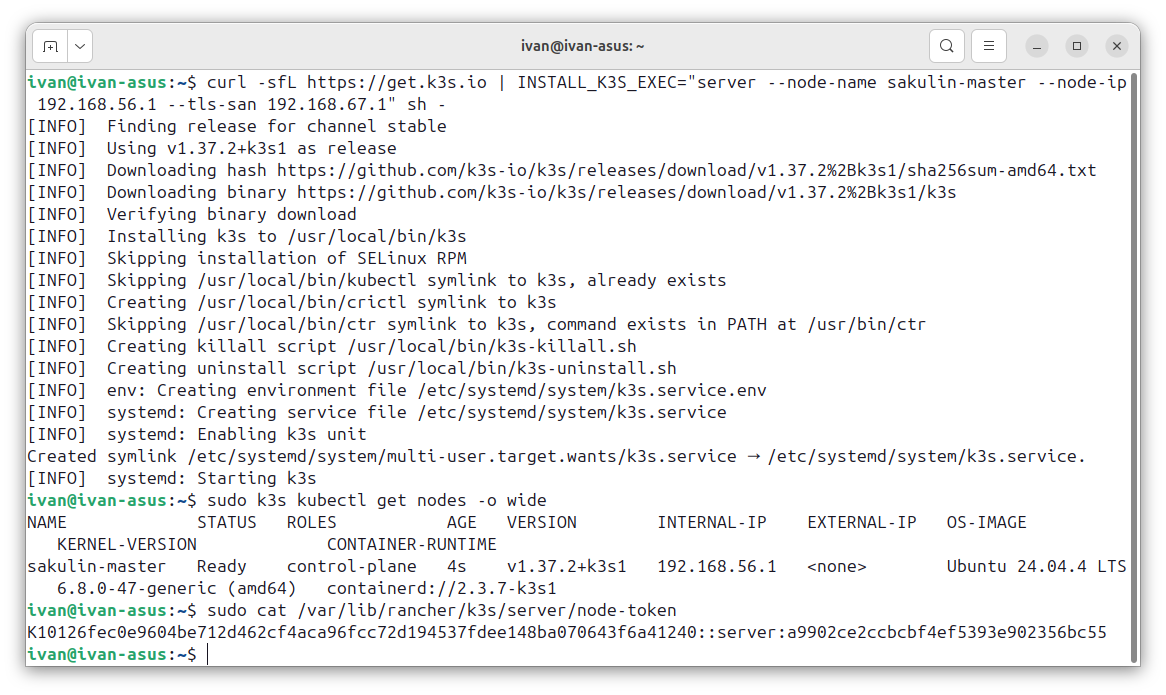 ivan@ivan-asus: ~
ivan@ivan-asus:~$ curl -sfL https://get.k3s.io | INSTALL_K3S_EXEC="server --node-name sakulin-master --node-ip
 192.168.56.1 --tls-san 192.168.67.1" sh -
[INFO]  Finding release for channel stable
[INFO]  Using v1.37.2+k3s1 as release
[INFO]  Downloading hash https://github.com/k3s-io/k3s/releases/download/v1.37.2%2Bk3s1/sha256sum-amd64.txt
[INFO]  Downloading binary https://github.com/k3s-io/k3s/releases/download/v1.37.2%2Bk3s1/k3s
[INFO]  Verifying binary download
[INFO]  Installing k3s to /usr/local/bin/k3s
[INFO]  Skipping installation of SELinux RPM
[INFO]  Skipping /usr/local/bin/kubectl symlink to k3s, already exists
[INFO]  Creating /usr/local/bin/crictl symlink to k3s
[INFO]  Skipping /usr/local/bin/ctr symlink to k3s, command exists in PATH at /usr/bin/ctr
[INFO]  Creating killall script /usr/local/bin/k3s-killall.sh
[INFO]  Creating uninstall script /usr/local/bin/k3s-uninstall.sh
[INFO]  env: Creating environment file /etc/systemd/system/k3s.service.env
[INFO]  systemd: Creating service file /etc/systemd/system/k3s.service
[INFO]  systemd: Enabling k3s unit
Created symlink /etc/systemd/system/multi-user.target.wants/k3s.service → /etc/systemd/system/k3s.service.
[INFO]  systemd: Starting k3s
ivan@ivan-asus:~$ sudo k3s kubectl get nodes -o wide
NAME             STATUS   ROLES           AGE   VERSION        INTERNAL-IP    EXTERNAL-IP   OS-IMAGE
   KERNEL-VERSION             CONTAINER-RUNTIME
sakulin-master   Ready    control-plane   4s    v1.37.2+k3s1   192.168.56.1   <none>        Ubuntu 24.04.4 LTS
   6.8.0-47-generic (amd64)   containerd://2.3.7-k3s1
ivan@ivan-asus:~$ sudo cat /var/lib/rancher/k3s/server/node-token
K10126fec0e9604be712d462cf4aca96fcc72d194537fdee148ba070643f6a41240::server:a9902ce2ccbcbf4ef5393e902356bc55
ivan@ivan-asus:~$